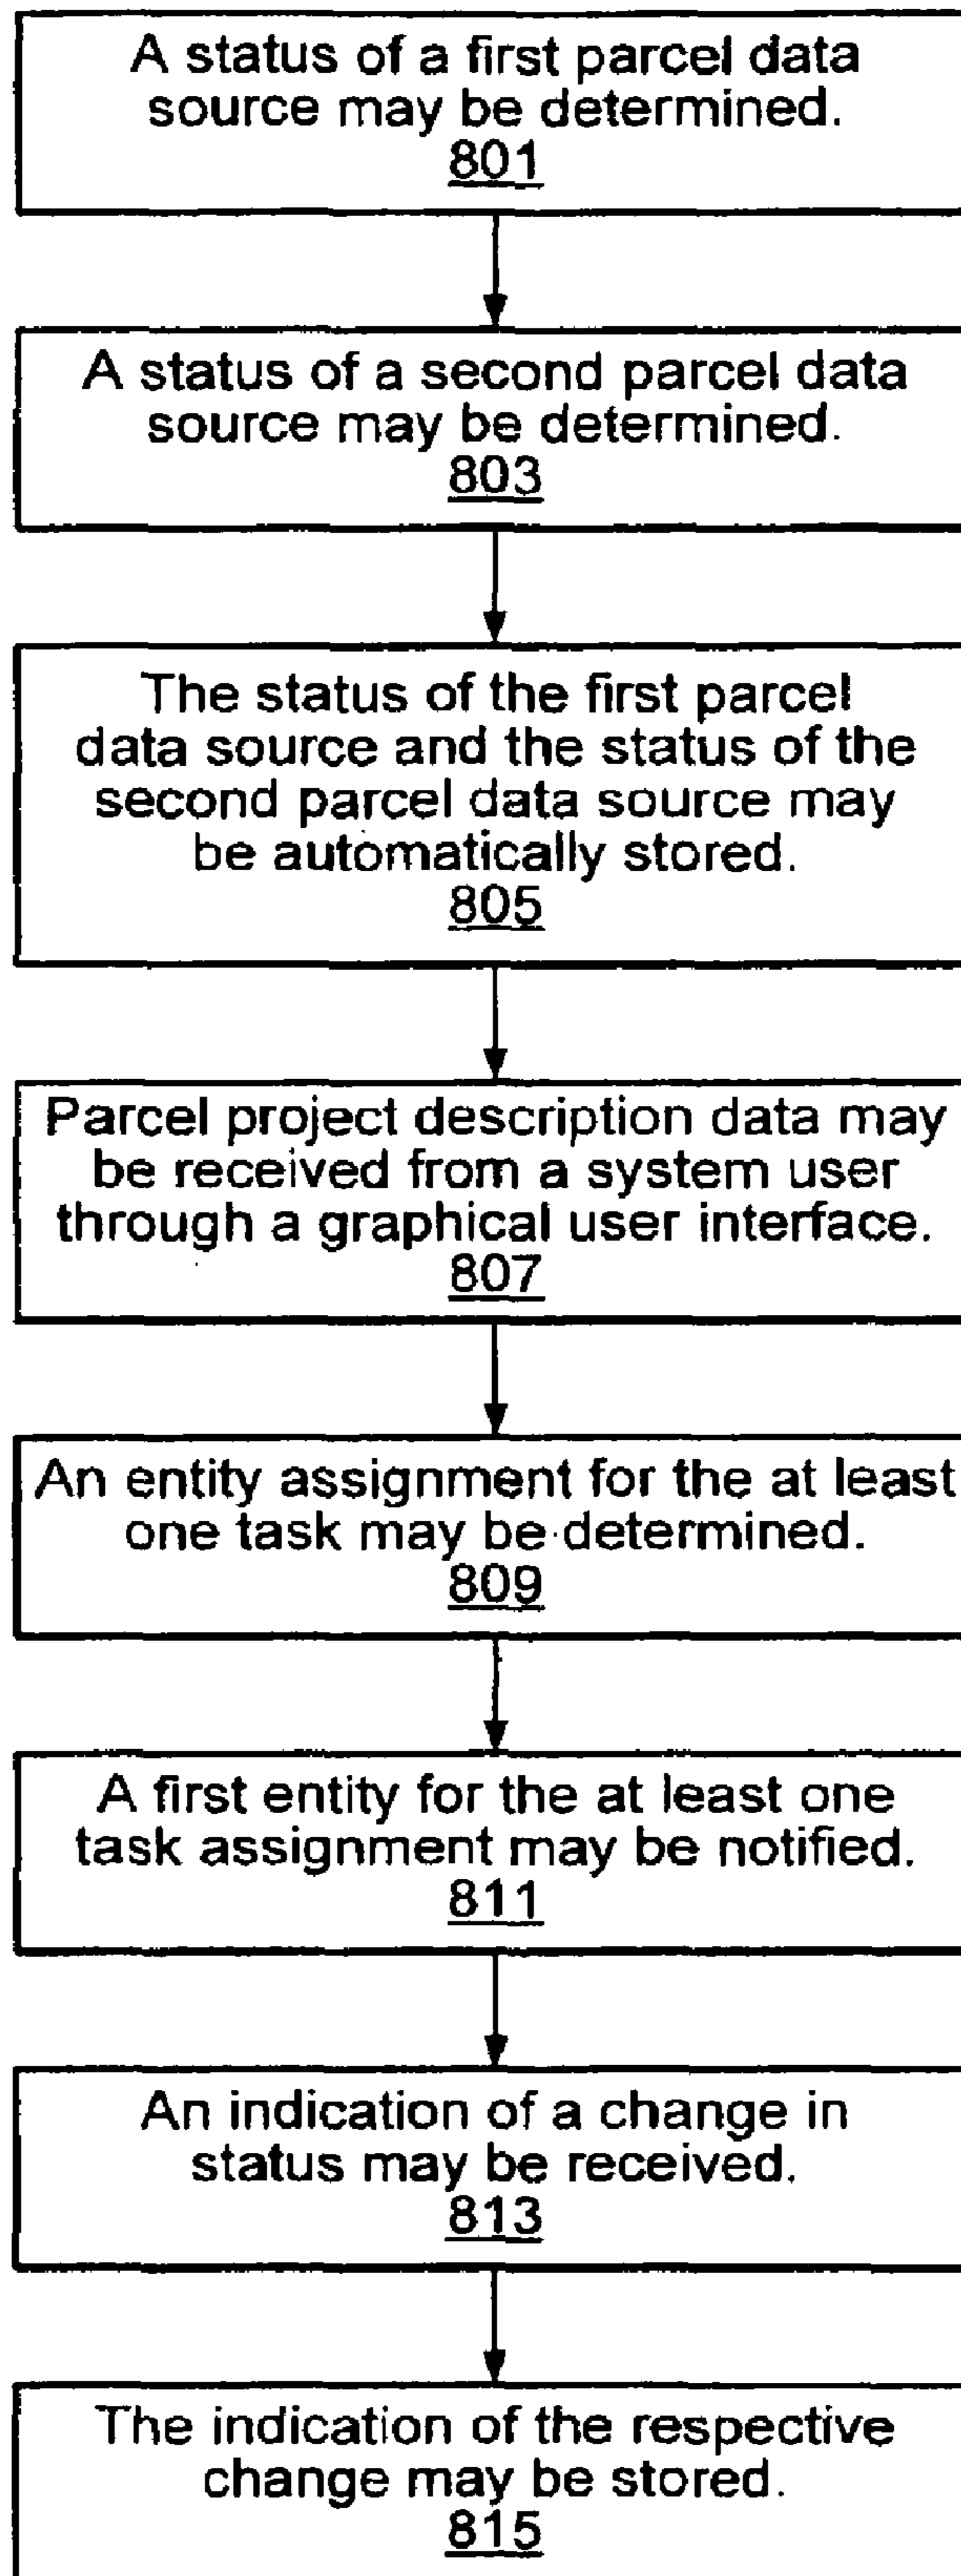 A status of a first parcel data
source may be determined.
801
A status of a second parcel data
source may be determined.
803
The status of the first parcel
data source and the status of the
second parcel data source may
be automatically stored.
805
Parcel project description data may
be received from a system user
through a graphical user interface.
807
An entity assignment for the at least
one task may be determined.
809
A first entity for the at least one
task assignment may be notified.
811
An indication of a change in
status may be received.
813
The indication of the respective
change may be stored.
815